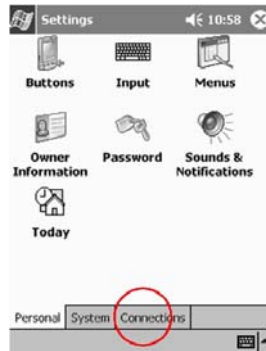 Settings 10:58
Buttons Input Menus
Owner Information Password Sounds & Notifications
Today
Personal System Connections